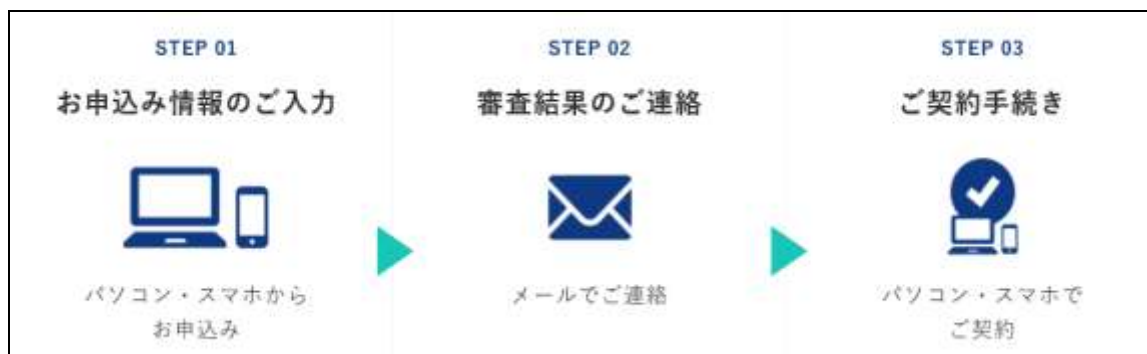 STEP 01
お申込み情報のご入力
パソコン・スマホから
お申込み
STEP 02
審査結果のご連絡
メールでご連絡
STEP 03
ご契約手続き
パソコン・スマホで
ご契約